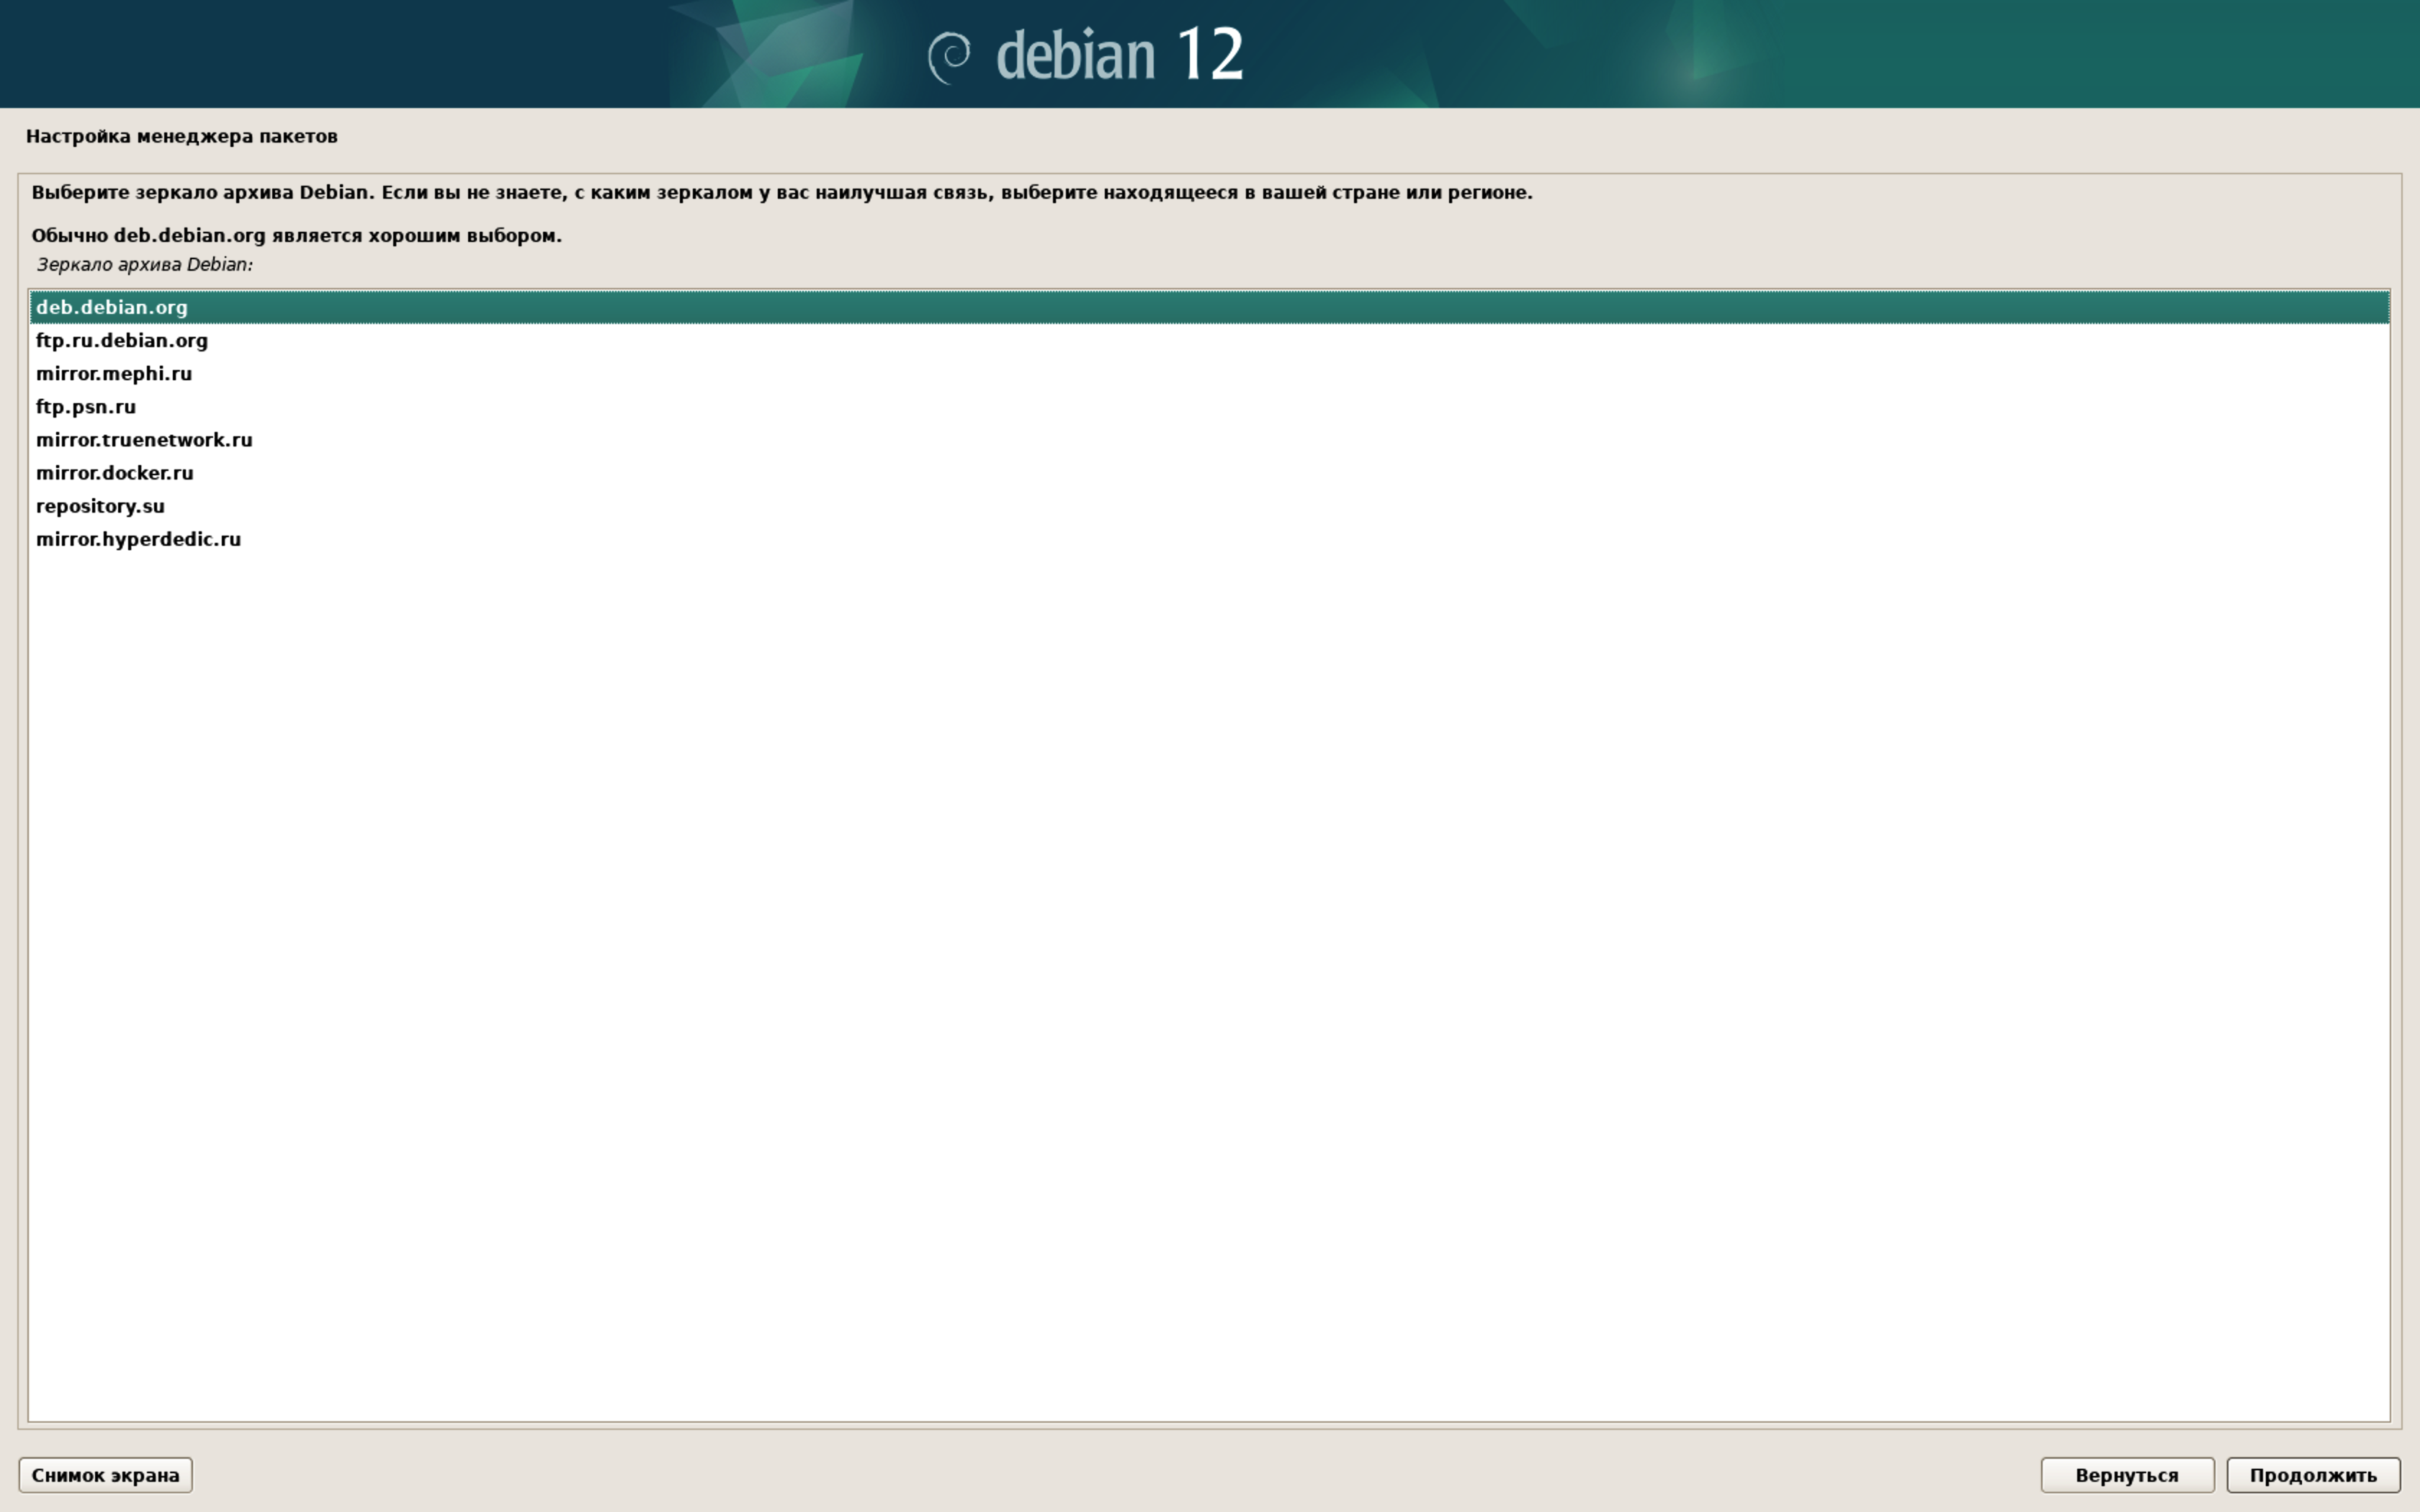 debian 12
Настройка менеджера пакетов
Выберите зеркало архива Debian. Если вы не знаете, с каким зеркалом у вас наилучшая связь, выберите находящееся в вашей стране или регионе.
Обычно deb.debian.org является хорошим выбором.
Зеркало архива Debian:
deb.debian.org
ftp.ru.debian.org
mirror.mephi.ru
ftp.psn.ru
mirror.truenetwork.ru
mirror.docker.ru
repository.su
mirror.hyperdedic.ru
Снимок экрана
Вернуться
Продолжить